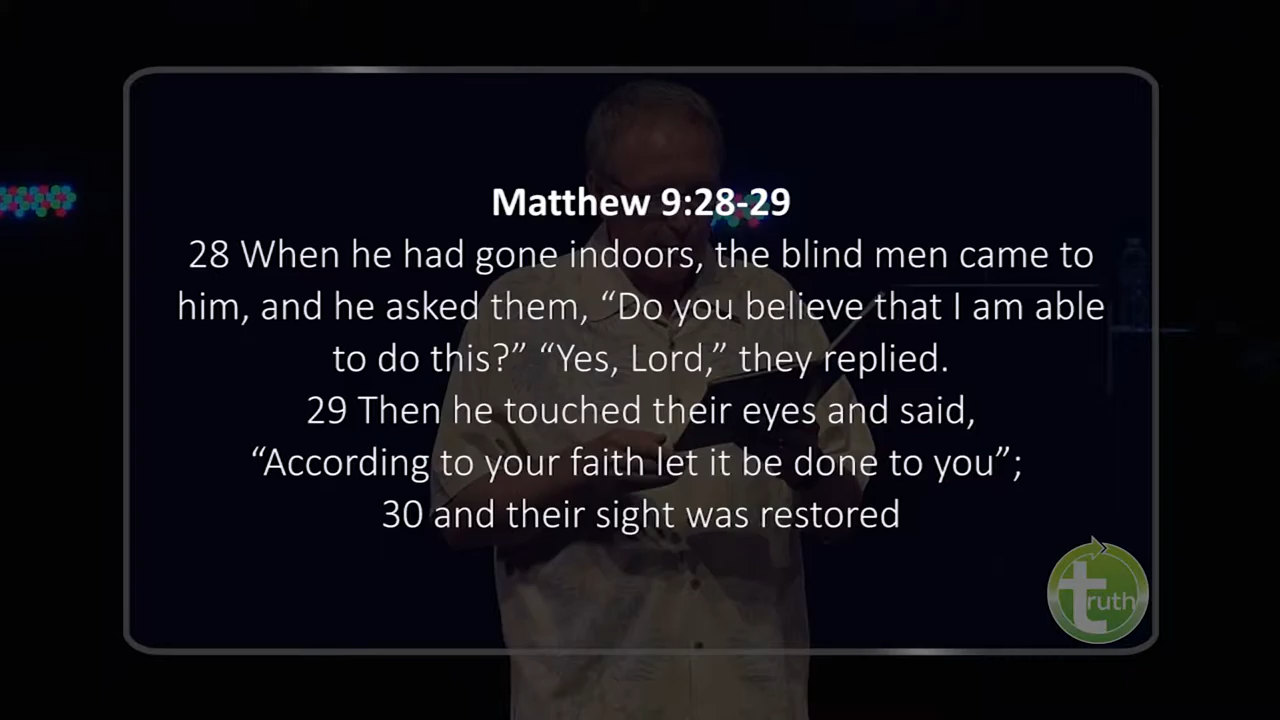 Matthew 9:28-29
28 When he had gone indoors, the blind men came to
him, and he asked them, “Do you believe that I am able
to do this?” “Yes, Lord,” they replied.
29 Then he touched their eyes and said,
“According to your faith let it be done to you”;
30 and their sight was restored
truth